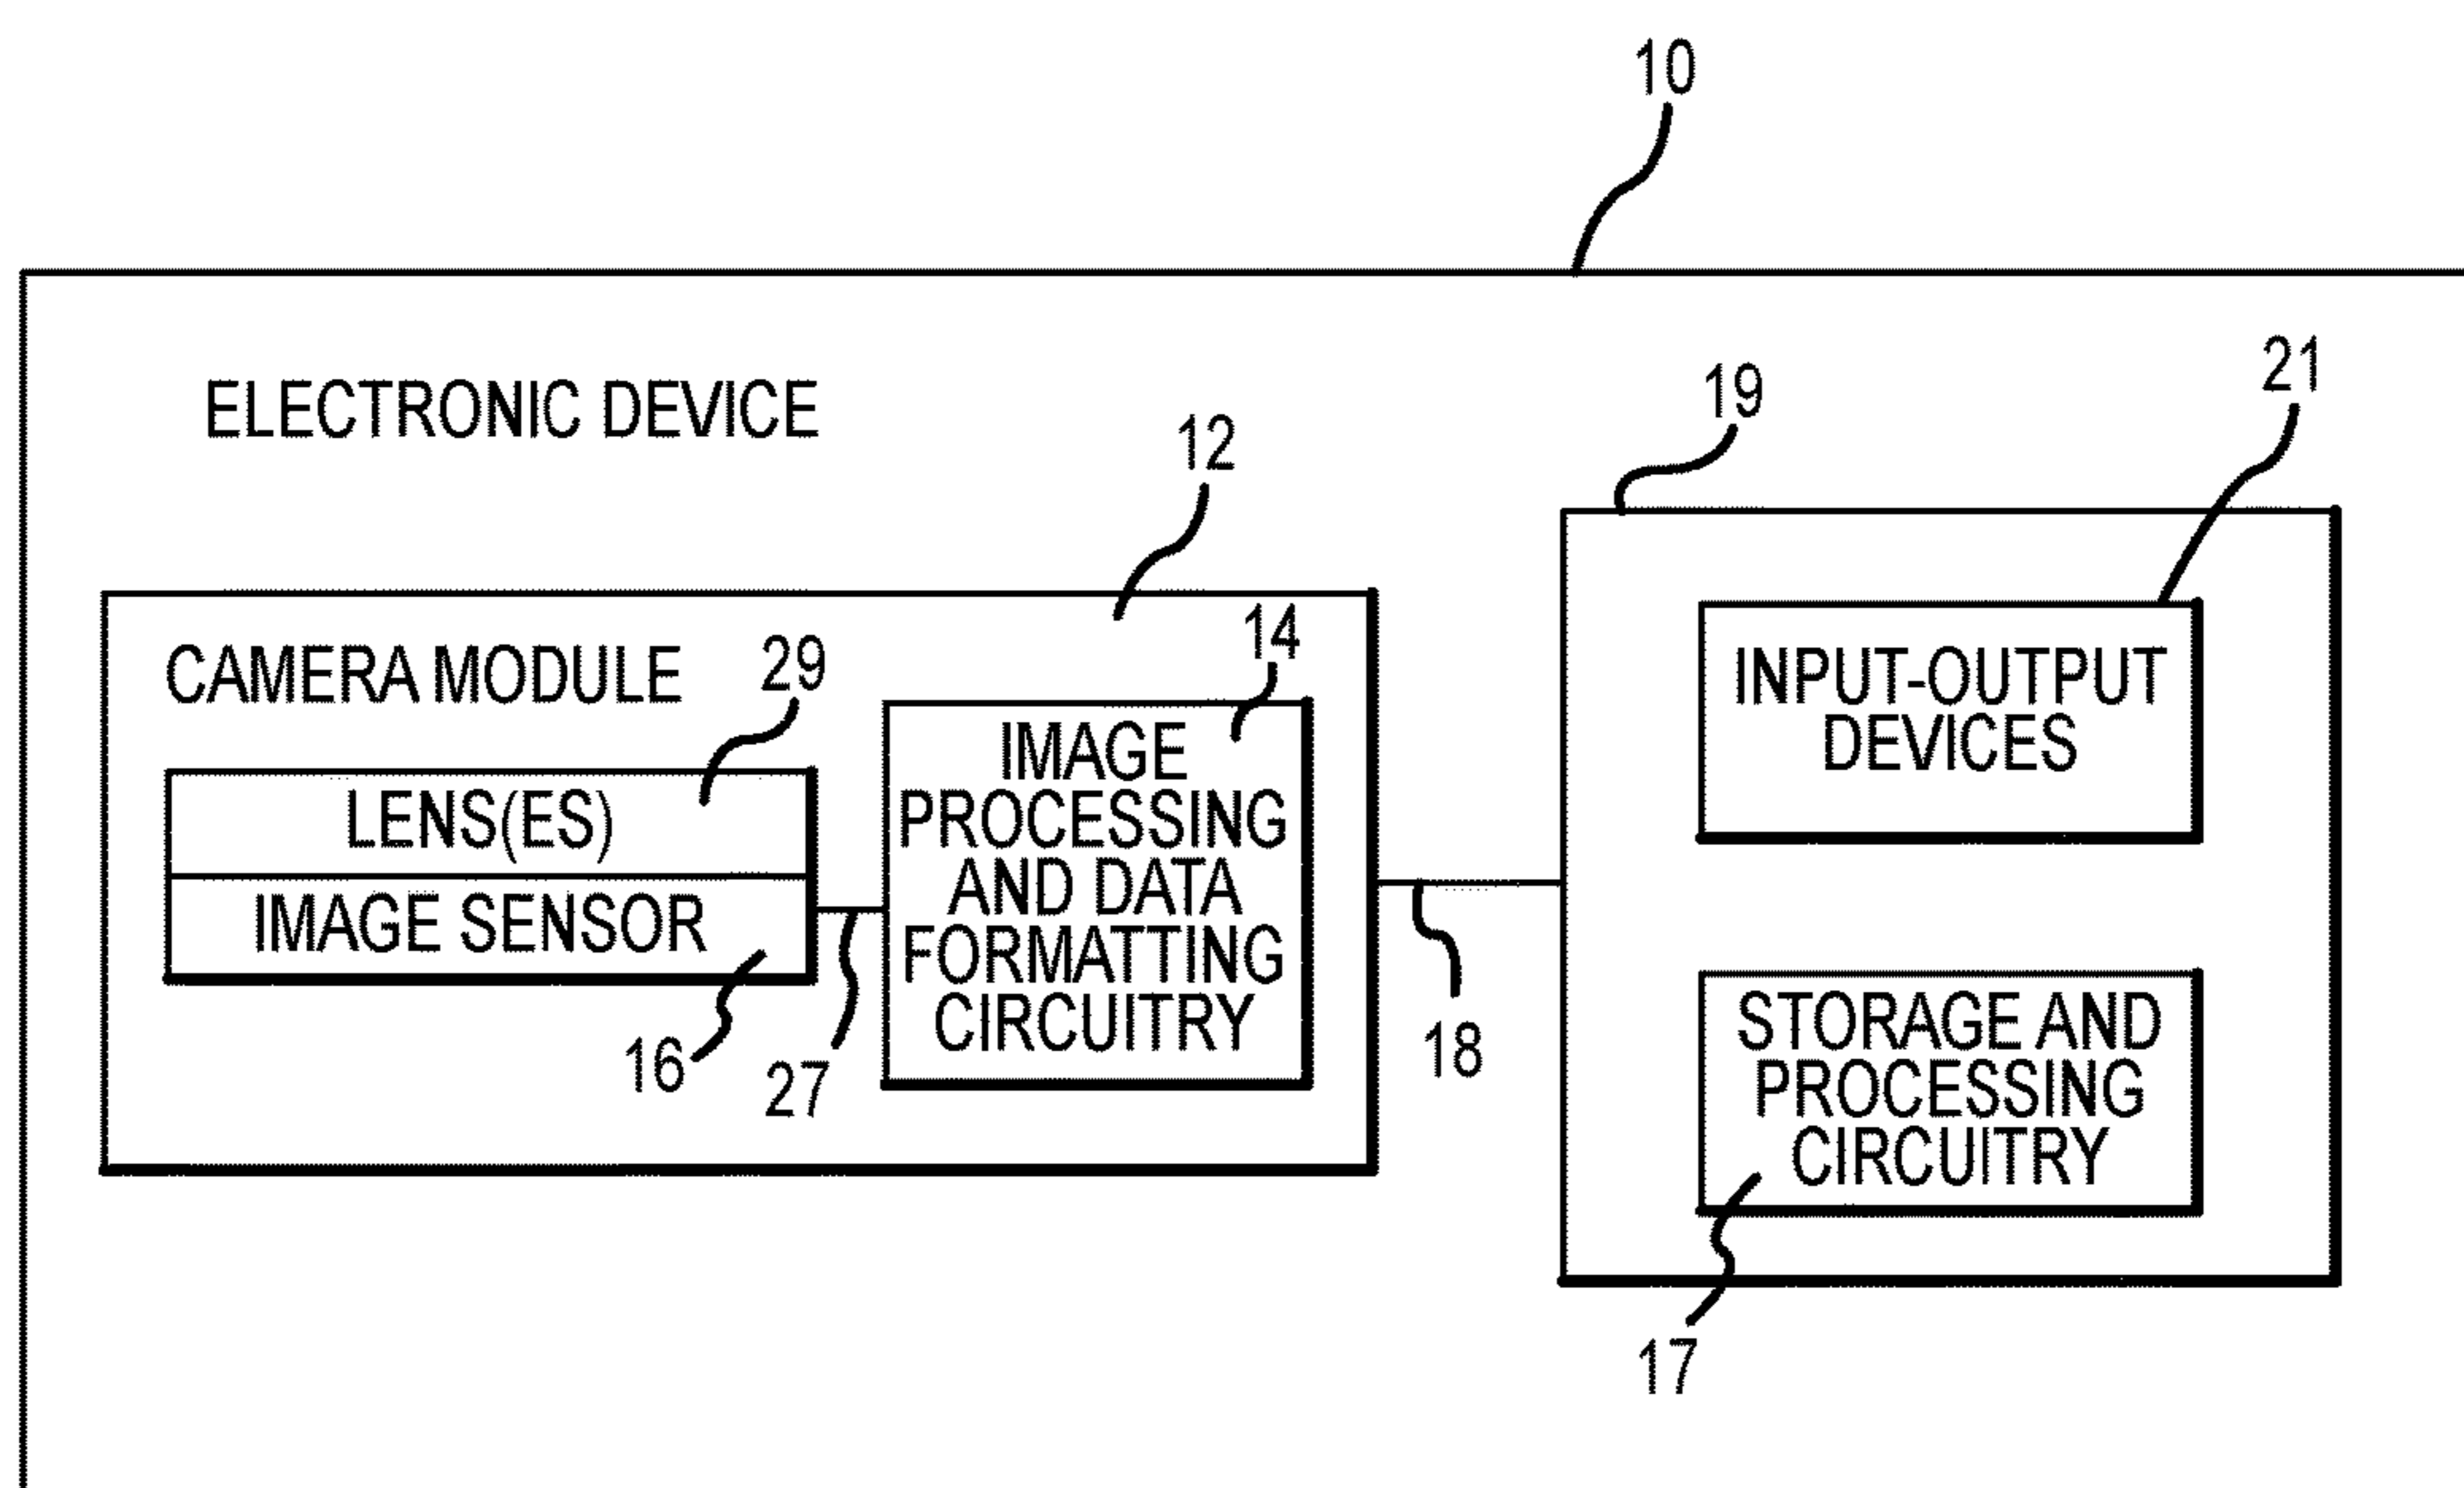 10
ELECTRONIC DEVICE
12
19
21
CAMERA MODULE
29
14
LENS(ES)
IMAGE SENSOR
16
27
IMAGE
PROCESSING
AND DATA
FORMATTING
CIRCUITRY
18
INPUT-OUTPUT
DEVICES
STORAGE AND
PROCESSING
CIRCUITRY
17